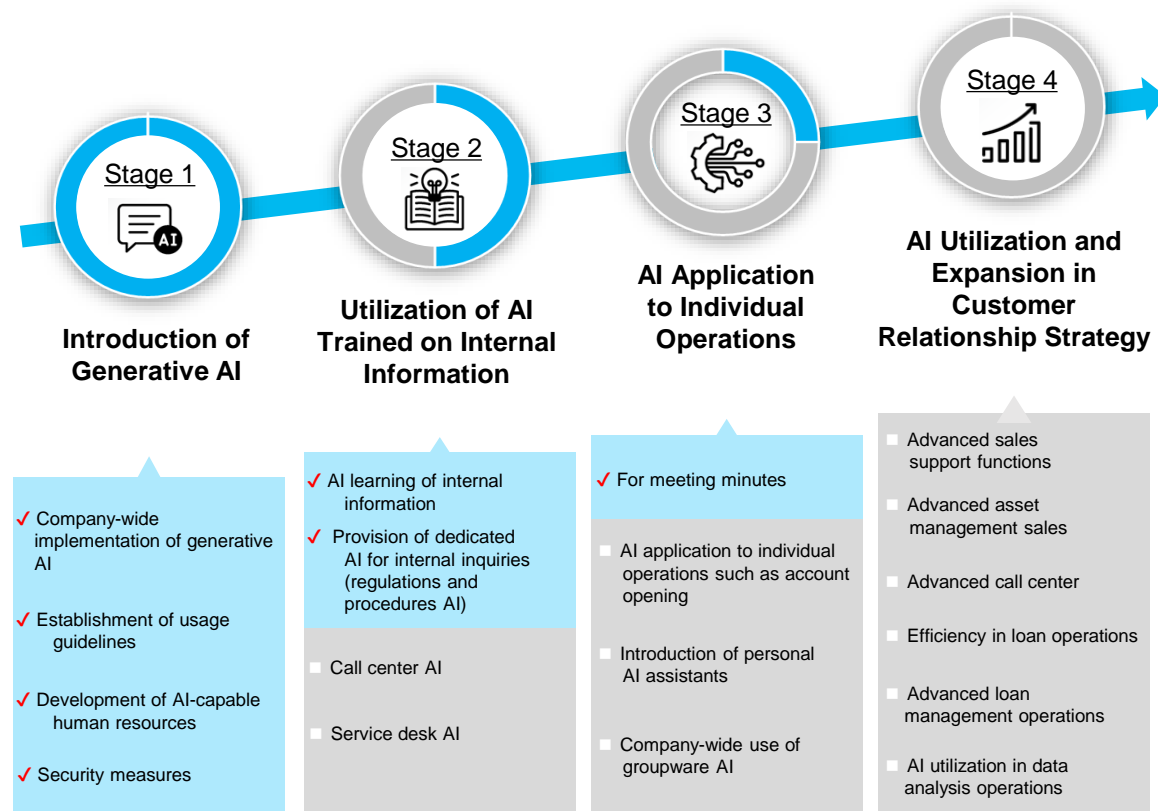 Stage 1
AI
Introduction of
Generative AI
✓ Company-wide
implementation of generative
AI
✓ Establishment of usage
guidelines
✓ Development of AI-capable
human resources
✓ Security measures
Stage 2
Utilization of AI
Trained on Internal
Information
✓ AI learning of internal
information
✓ Provision of dedicated
AI for internal inquiries
(regulations and
procedures AI)
Call center AI
Service desk AI
Stage 3
AI Application
to Individual
Operations
✓ For meeting minutes
AI application to individual
operations such as account
opening
Introduction of personal
AI assistants
Company-wide use of
groupware AI
Stage 4
AI Utilization and
Expansion in
Customer
Relationship Strategy
Advanced sales
support functions
Advanced asset
management sales
Advanced call center
Efficiency in loan operations
Advanced loan
management operations
AI utilization in data
analysis operations